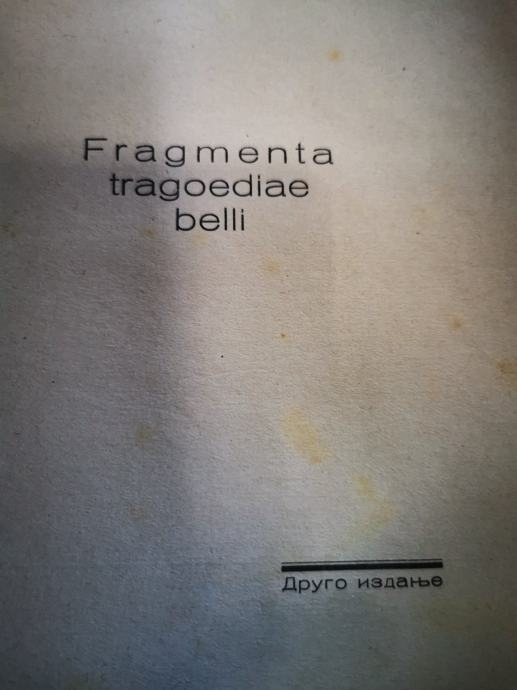 Fragmenta
tragoediae
belli
Друго издање